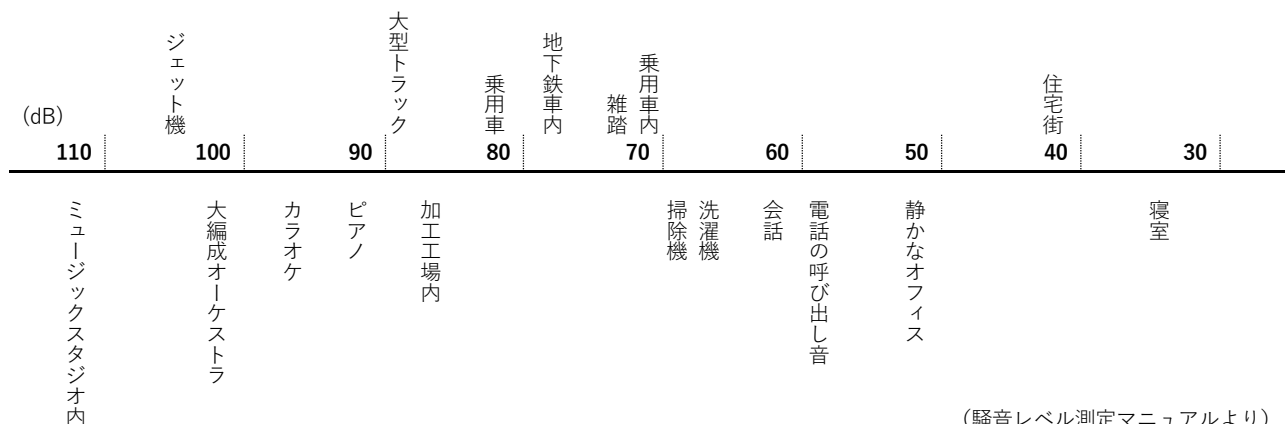 ジェット機
大型トラック
乗用車
地下鉄車内
雑踏
乗用車内
住宅街
(dB)
110 100 90 80 70 60 50 40 30
ミュージックスタジオ内
大編成オーケストラ
カラオケ
ピアノ
加工工場内
掃除機
洗濯機
会話
電話の呼び出し音
静かなオフィス
寝室
(騒音レベル測定マニュアルより)